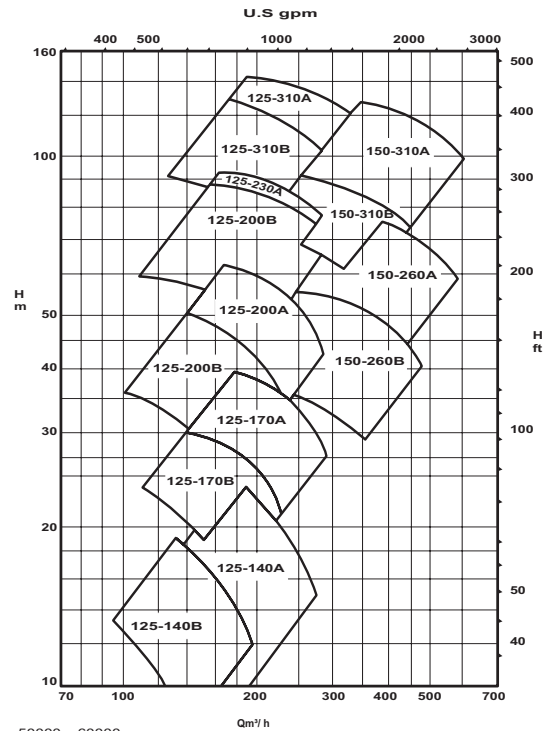 U.S gpm
400 500 1000 2000 3000
160
500
125-310A
400
125-310B
150-310A
100
300
125-230A
150-310B
125-200B
150-260A
200
H
m
125-200A
50
H
ft
150-260B
40
125-200B
125-170A
30
100
125-170B
20
125-140A
50
125-140B
40
10
70 100 200 300 400 500 700
Qm³/ h